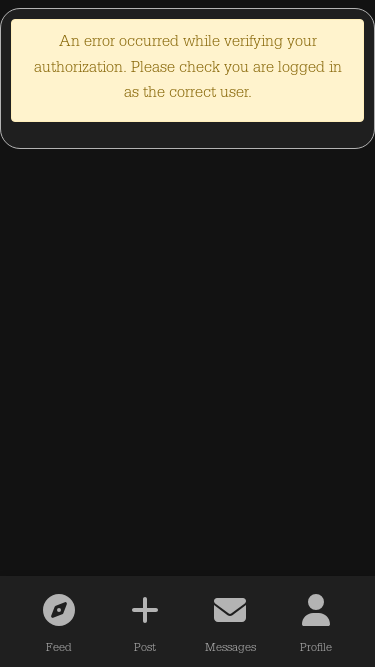 An error occurred while verifying your
authorization. Please check you are logged in
as the correct user.
Feed
Post
Messages
Profile